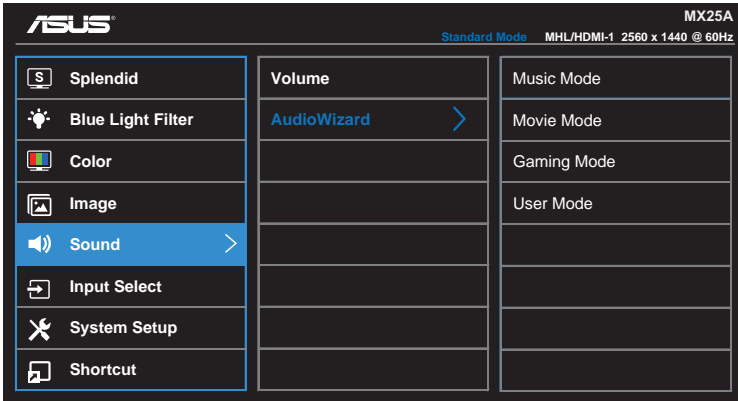 ASUS
MX25A
Standard Mode MHL/HDMI-1 2560 x 1440 @ 60Hz
S Splendid
Blue Light Filter
Color
Image
Sound
Input Select
System Setup
Shortcut
Volume
AudioWizard
Music Mode
Movie Mode
Gaming Mode
User Mode